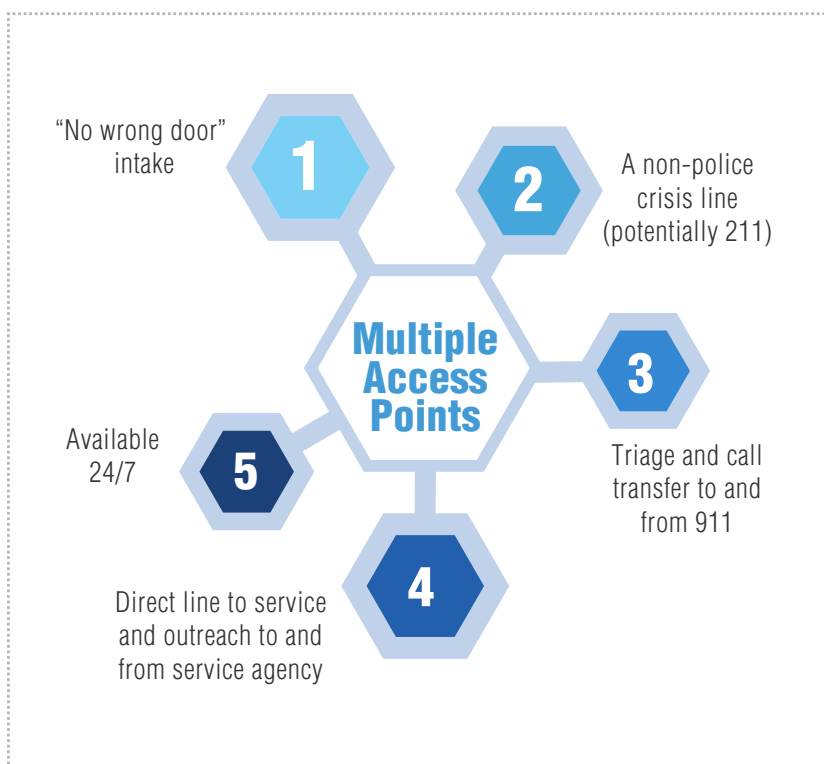 “No wrong door”
intake
1
2
A non-police
crisis line
(potentially 211)
Multiple
Access
Points
3
Triage and call
transfer to and
from 911
Available
24/7
5
4
Direct line to service
and outreach to and
from service agency